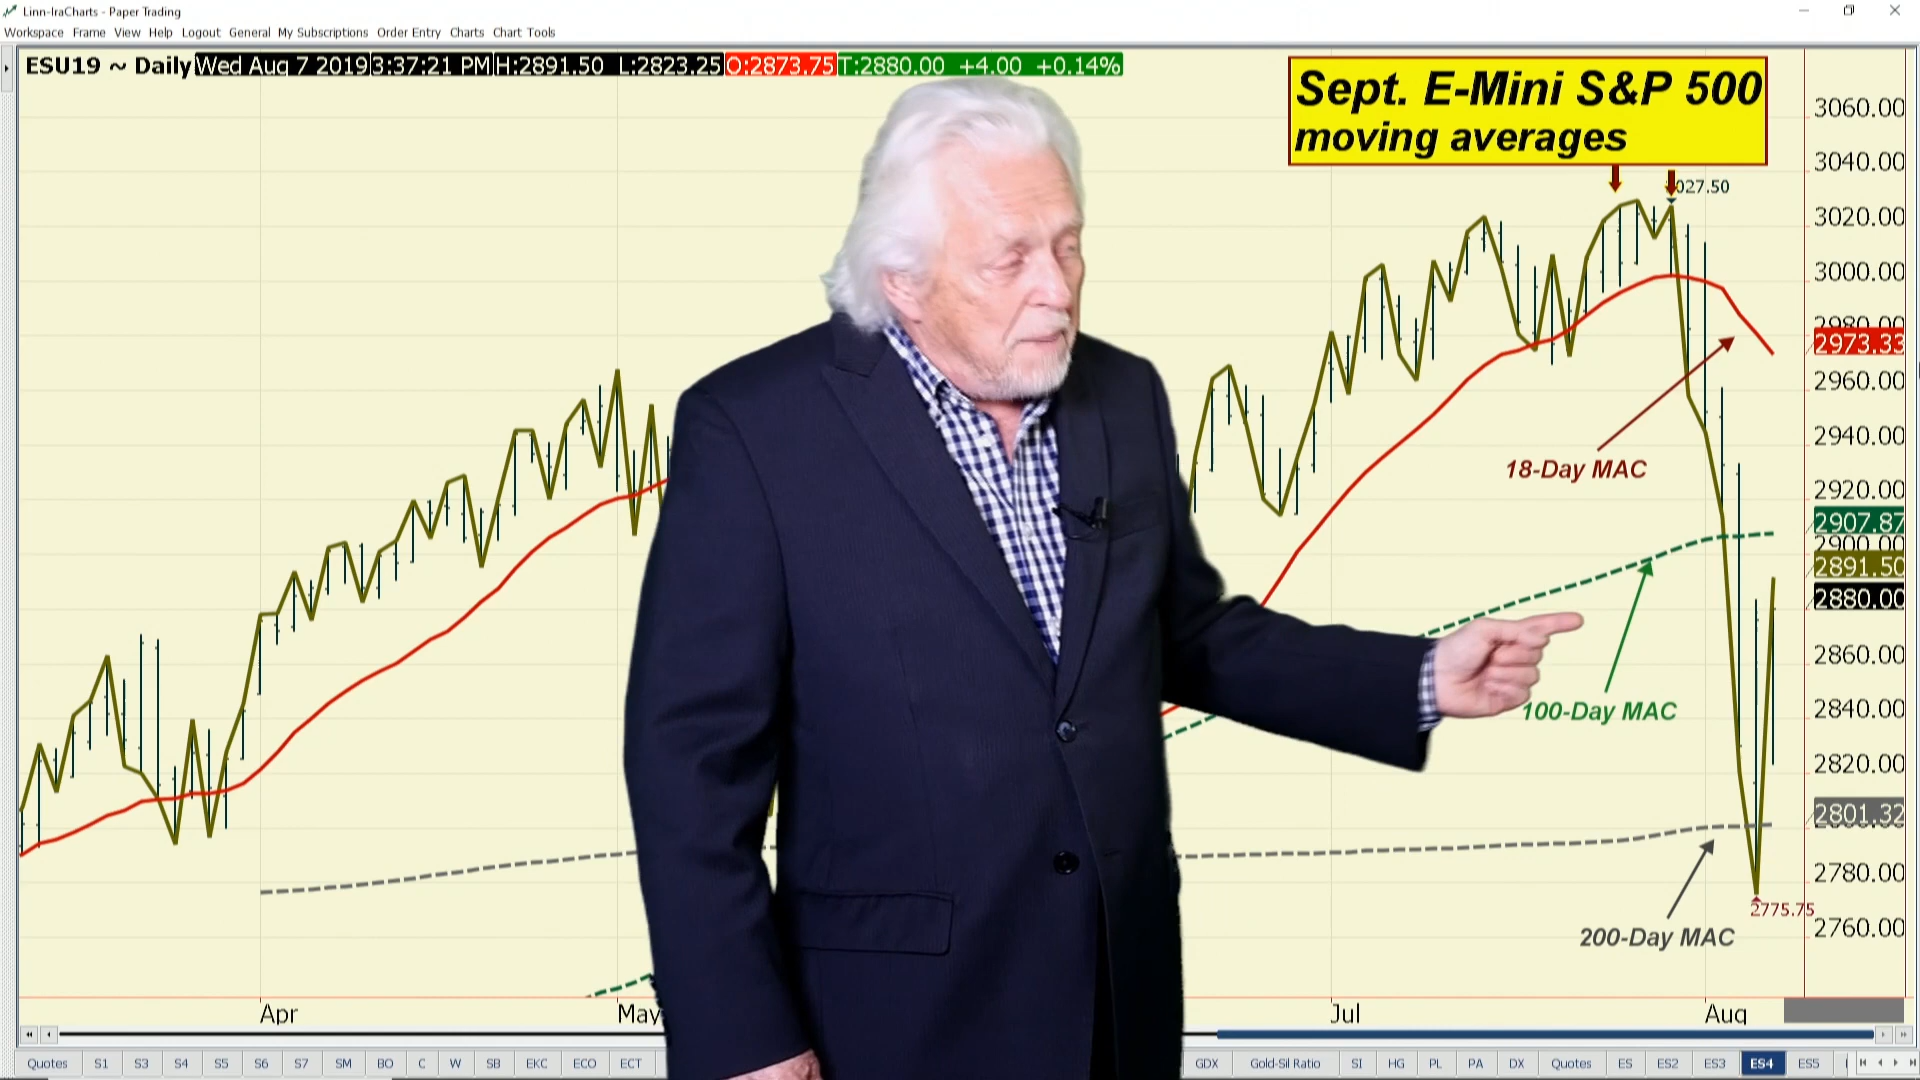 Linn-IraCharts - Paper Trading
Workspace Frame View Help Logout General My Subscriptions Order Entry Charts Chart Tools
ESU19 ~ Daily Wed Aug 7 2019 3:37:21 PM H:2891.50 L:2823.25 O:2873.75 T:2880.00 +4.00 +0.14%
Sept. E-Mini S&P 500
moving averages
3060.00
3040.00
027.50
3020.00
3000.00
2980.00
2973.33
2960.00
2940.00
18-Day MAC
2920.00
2907.87
2900.00
2891.50
2880.00
2860.00
100-Day MAC
2840.00
2820.00
2801.32
2780.00
2775.75
2760.00
200-Day MAC
Apr May Jul Aug
Quotes S1 S3 S4 S5 S6 S7 SM BO C W SB EKC ECO ECT GDX Gold-Sil Ratio SI HG PL PA DX Quotes ES ES2 ES3 ES4 ES5